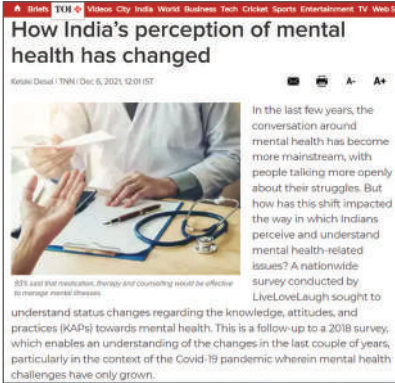 Briefs TOI Videos City India World Business Tech Cricket Sports Entertainment TV Web S
How India's perception of mental
health has changed
Ketaki Desai | TNN | Dec 6, 2021, 12:01 IST
A- A+
In the last few years, the
conversation around
mental health has become
more mainstream, with
people talking more openly
about their struggles. But
how has this shift impacted
the way in which Indians
perceive and understand
mental health-related
issues? A nationwide
survey conducted by
LiveLoveLaugh sought to
93% said that medication, therapy and counselling would be effective
to manage mental illnesses.
understand status changes regarding the knowledge, attitudes, and
practices (KAPs) towards mental health. This is a follow-up to a 2018 survey,
which enables an understanding of the changes in the last couple of years,
particularly in the context of the Covid-19 pandemic wherein mental health
challenges have only grown.